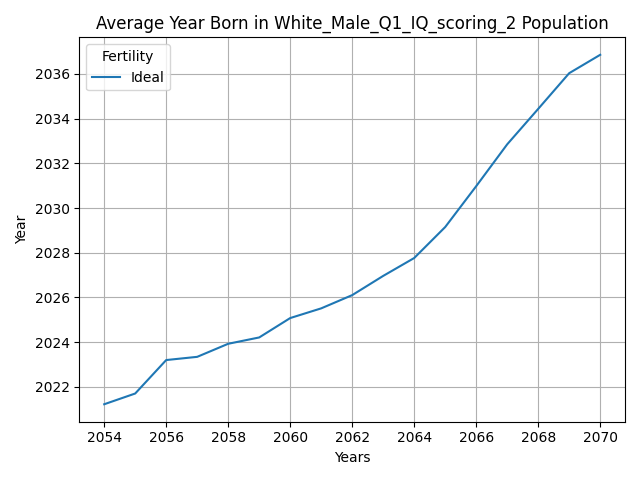 Average Year Born in White_Male_Q1_IQ_scoring_2 Population
Fertility
Ideal
Year
2036
2034
2032
2030
2028
2026
2024
2022
2054 2056 2058 2060 2062 2064 2066 2068 2070
Years